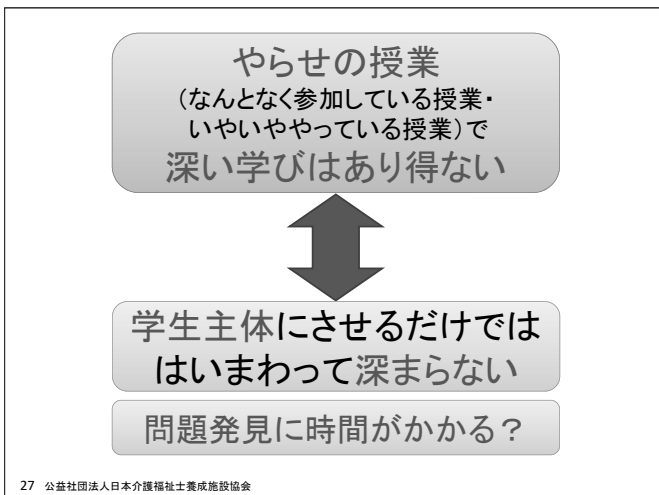 やらせの授業
(なんとなく参加している授業・
いやいややっている授業)で
深い学びはあり得ない
学生主体にさせるだけでは
はいまわって深まらない
問題発見に時間がかかる？
27 公益社団法人日本介護福祉士養成施設協会